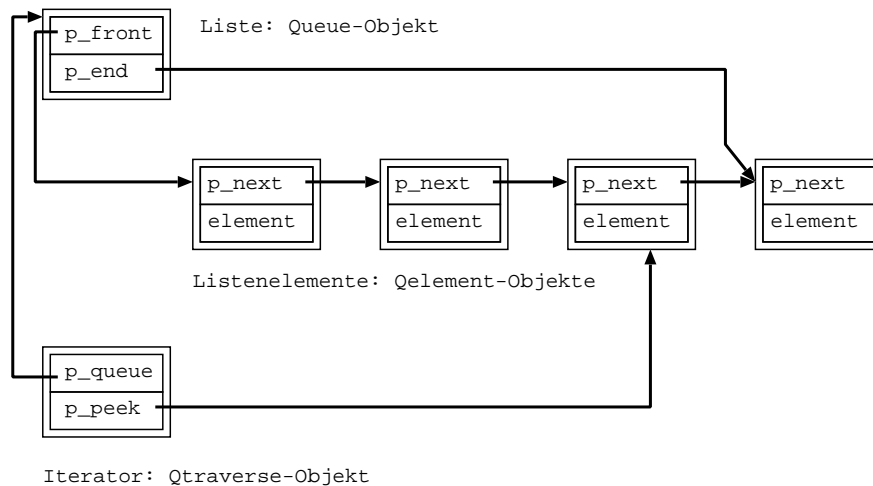 Liste: Queue-Objekt
p_front
p_end
p_next
element
p_next
element
p_next
element
p_next
element
Listenelemente: Qelement-Objekte
p_queue
p_peek
Iterator: Qtraverse-Objekt